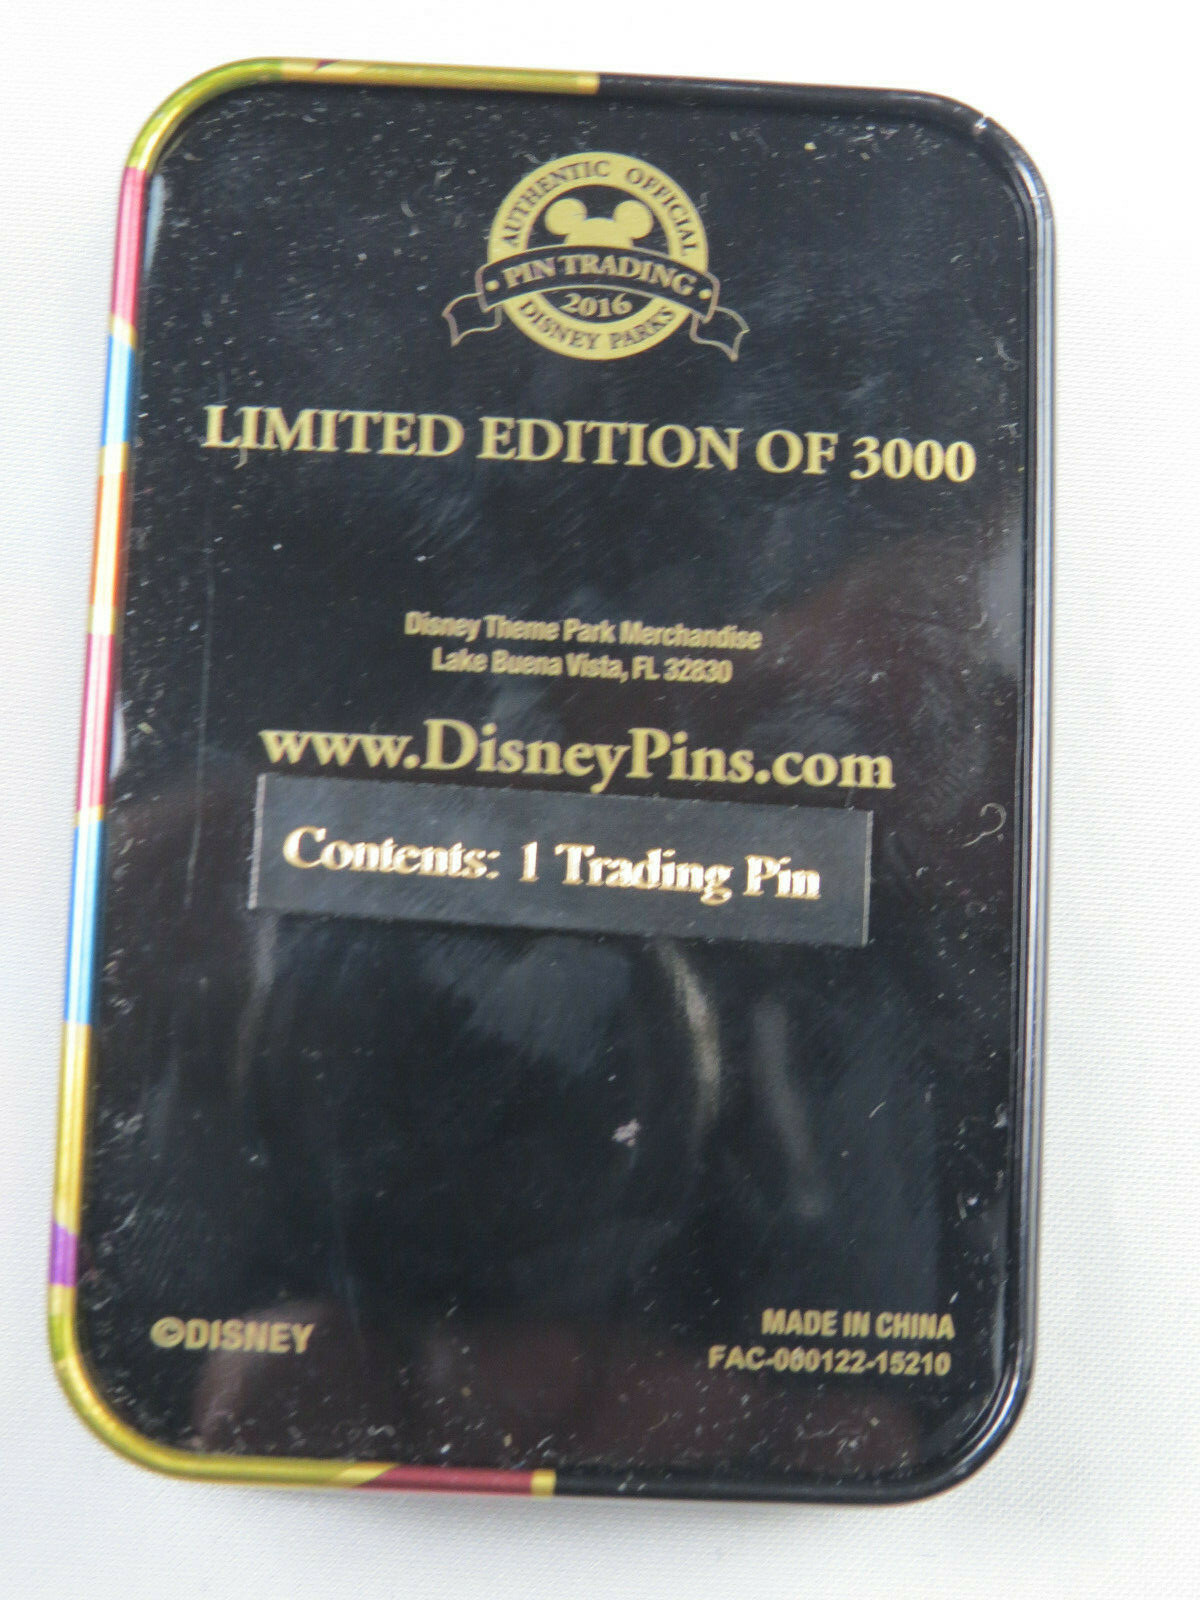 AUTHENTIC OFFICIAL
• PIN TRADING •
2016
DISNEY PARKS
LIMITED EDITION OF 3000
Disney Theme Park Merchandise
Lake Buena Vista, FL 32830
www.DisneyPins.com
Contents: 1 Trading Pin
©DISNEY
MADE IN CHINA
FAC-000122-15210